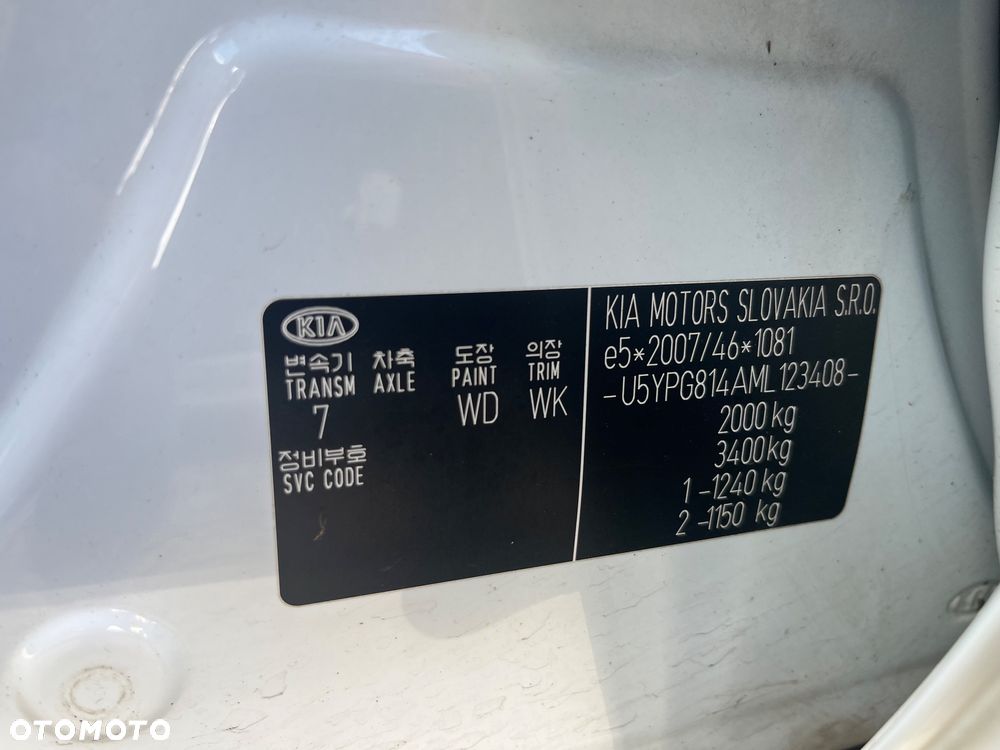 KIA
변속기 차축 도장 의장
TRANSM AXLE PAINT TRIM
7 WD WK
정비부호
SVC CODE
KIA MOTORS SLOVAKIA S.R.O.
e5*2007/46*1081
-U5YPG814AML123408-
2000 kg
3400 kg
1 -1240 kg
2 -1150 kg
OTOMOTO